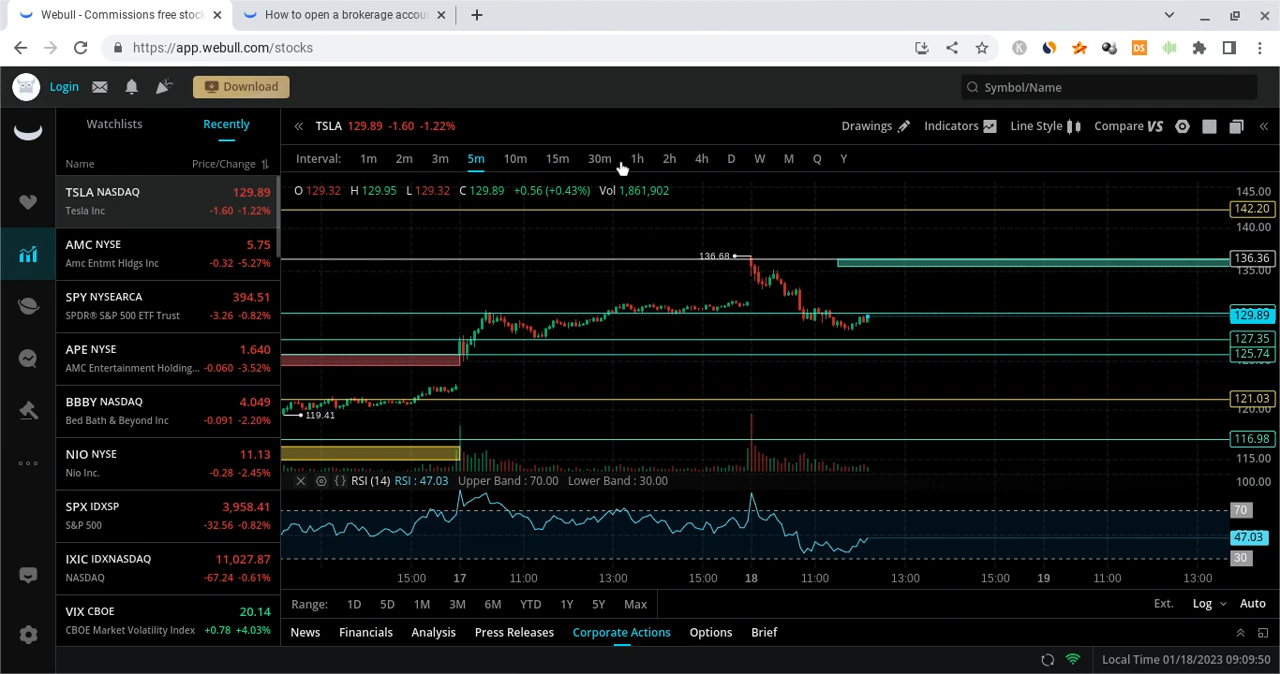 Webull - Commissions free stoc
How to open a brokerage accou
https://app.webull.com/stocks
Login
Download
Symbol/Name
Watchlists
Recently
Name
Price/Change
TSLA NASDAQ
129.89
Tesla Inc
-1.60 -1.22%
AMC NYSE
5.75
Amc Entmt Hldgs Inc
-0.32 -5.27%
SPY NYSEARCA
394.51
SPDR® S&P 500 ETF Trust
-3.26 -0.82%
APE NYSE
1.640
AMC Entertainment Holding...
-0.060 -3.52%
BBBY NASDAQ
4.049
Bed Bath & Beyond Inc
-0.091 -2.20%
NIO NYSE
11.13
Nio Inc.
-0.28 -2.45%
SPX IDXSP
3,958.41
S&P 500
-32.56 -0.82%
IXIC IDXNASDAQ
11,027.87
NASDAQ
-67.24 -0.61%
VIX CBOE
20.14
CBOE Market Volatility Index
+0.78 +4.03%
TSLA 129.89 -1.60 -1.22%
Drawings
Indicators
Line Style
Compare VS
Interval: 1m 2m 3m 5m 10m 15m 30m 1h 2h 4h D W M Q Y
O 129.32 H 129.95 L 129.32 C 129.89 +0.56 (+0.43%) Vol 1,861,902
145.00
142.20
140.00
136.68
136.36
135.00
129.89
127.35
125.74
121.03
120.00
119.41
116.98
115.00
RSI (14) RSI : 47.03 Upper Band : 70.00 Lower Band : 30.00
100.00
70
47.03
30
15:00 17 11:00 13:00 15:00 18 11:00 13:00 15:00 19 11:00 13:00
Range: 1D 5D 1M 3M 6M YTD 1Y 5Y Max
Ext. Log Auto
News Financials Analysis Press Releases Corporate Actions Options Brief
Local Time 01/18/2023 09:09:50